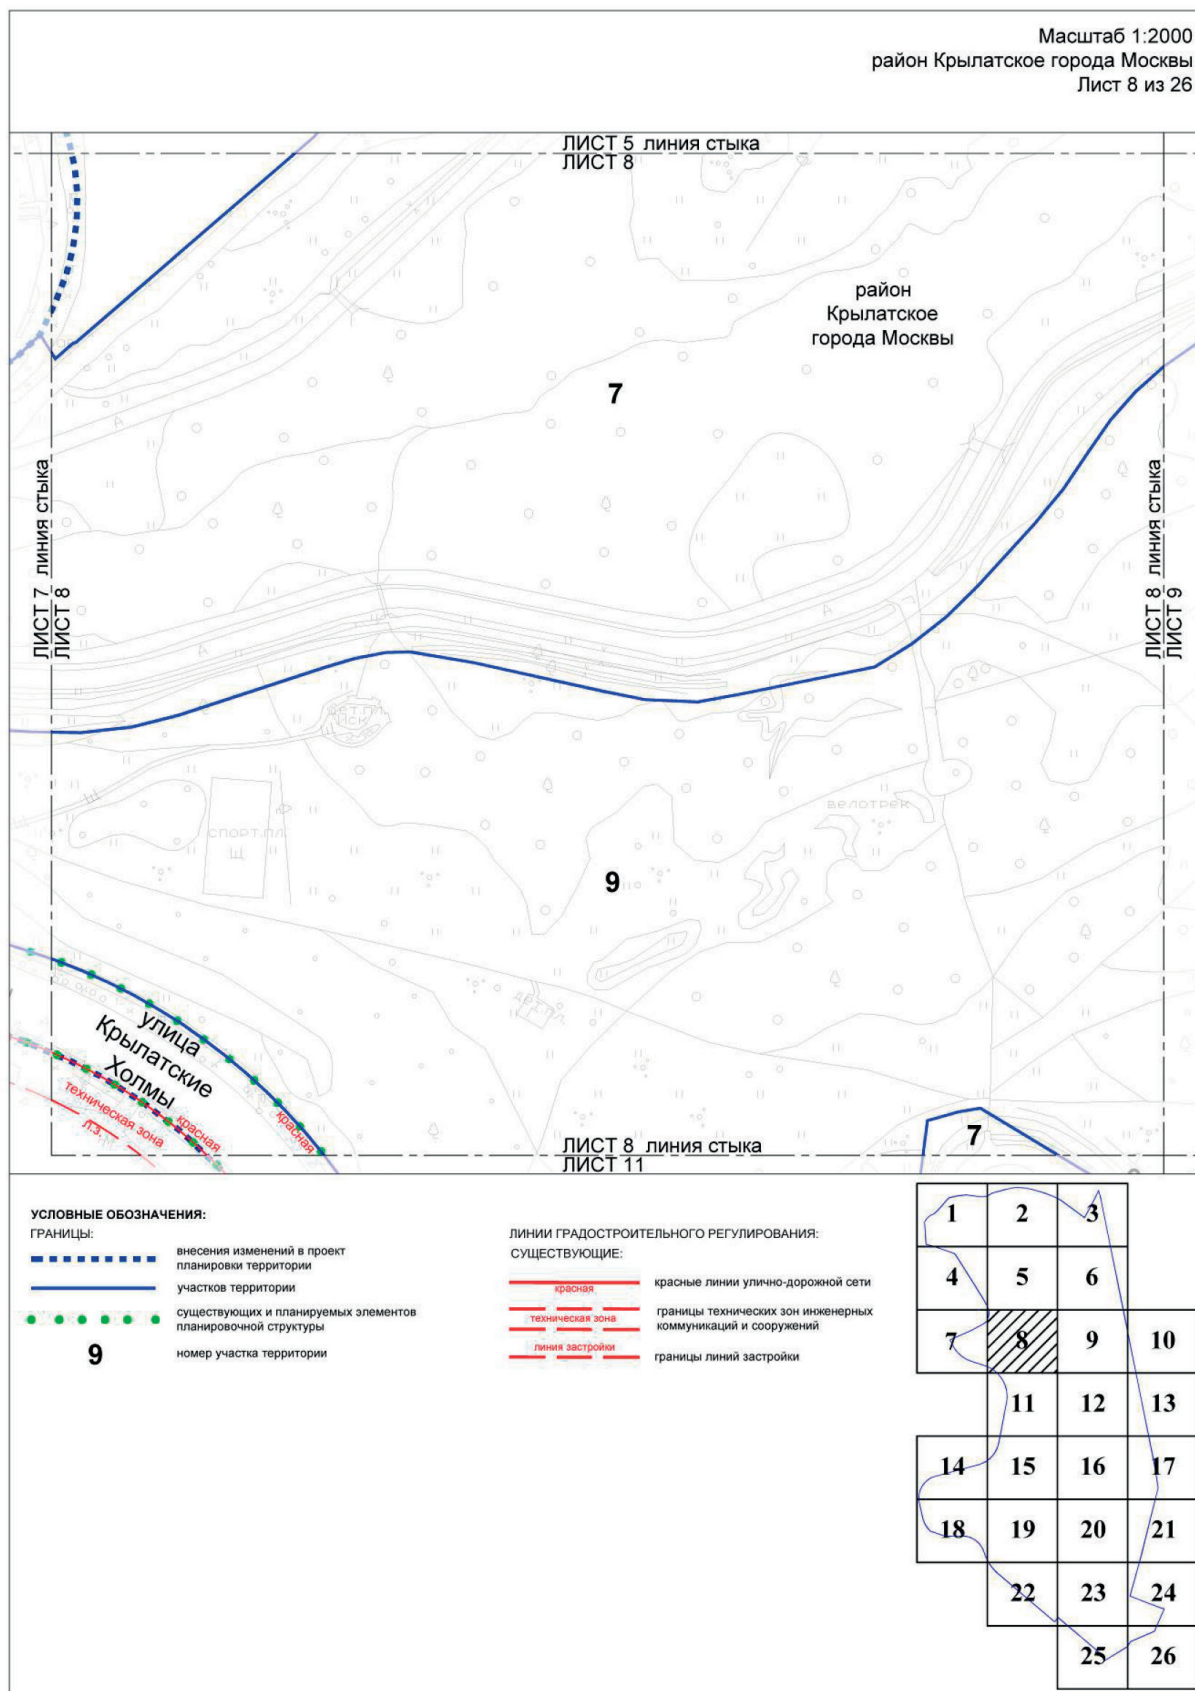 Масштаб 1:2000
район Крылатское города Москвы
Лист 8 из 26
ЛИСТ 5 линия стыка
ЛИСТ 8
район
Крылатское
города Москвы
7
ЛИСТ 7 линия стыка
ЛИСТ 8
ЛИСТ 8 линия стыка
ЛИСТ 9
велотрек
СПОРТ.ПЛ.
9
улица
Крылатские
Холмы
красная
красная
техническая зона
л.з.
7
ЛИСТ 8 линия стыка
ЛИСТ 11
УСЛОВНЫЕ ОБОЗНАЧЕНИЯ:
ГРАНИЦЫ:
внесения изменений в проект
планировки территории
участков территории
существующих и планируемых элементов
планировочной структуры
9 номер участка территории
ЛИНИИ ГРАДОСТРОИТЕЛЬНОГО РЕГУЛИРОВАНИЯ:
СУЩЕСТВУЮЩИЕ:
красная красные линии улично-дорожной сети
техническая зона границы технических зон инженерных
коммуникаций и сооружений
линия застройки границы линий застройки
1 2 3
4 5 6
7 8 9 10
11 12 13
14 15 16 17
18 19 20 21
22 23 24
25 26